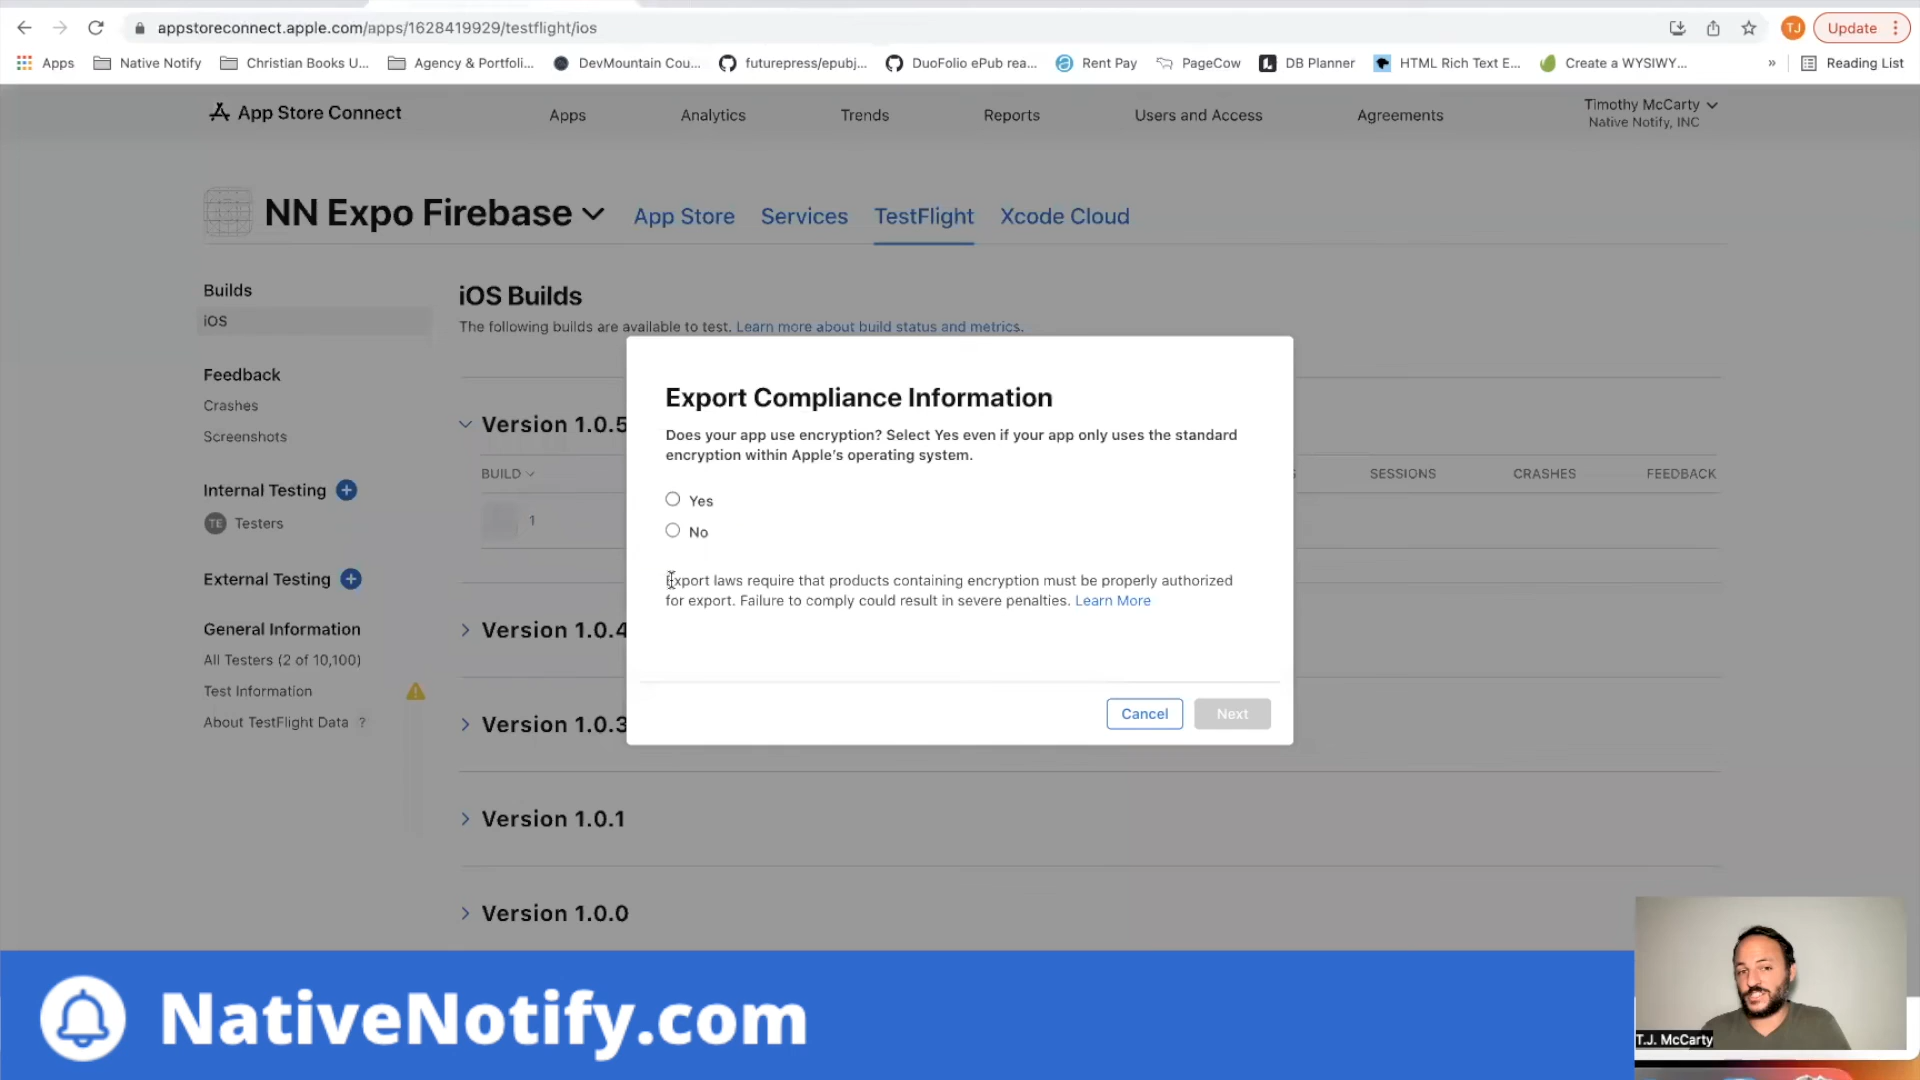 appstoreconnect.apple.com/apps/1628419929/testflight/ios
TJ
Update
Apps
Native Notify
Christian Books U...
Agency & Portfoli...
DevMountain Cou...
futurepress/epubj...
DuoFolio ePub rea...
Rent Pay
PageCow
DB Planner
HTML Rich Text E...
Create a WYSIWY...
»
Reading List
App Store Connect
Apps
Analytics
Trends
Reports
Users and Access
Agreements
Timothy McCarty
Native Notify, INC
NN Expo Firebase
App Store
Services
TestFlight
Xcode Cloud
Builds
iOS
Feedback
Crashes
Screenshots
Internal Testing
TE Testers
External Testing
General Information
All Testers (2 of 10,100)
Test Information
About TestFlight Data ?
iOS Builds
The following builds are available to test. Learn more about build status and metrics.
Version 1.0.5
BUILD
SESSIONS
CRASHES
FEEDBACK
1
Version 1.0.4
Version 1.0.3
Version 1.0.1
Version 1.0.0
Export Compliance Information
Does your app use encryption? Select Yes even if your app only uses the standard
encryption within Apple's operating system.
Yes
No
Export laws require that products containing encryption must be properly authorized
for export. Failure to comply could result in severe penalties. Learn More
Cancel
Next
NativeNotify.com
T.J. McCarty